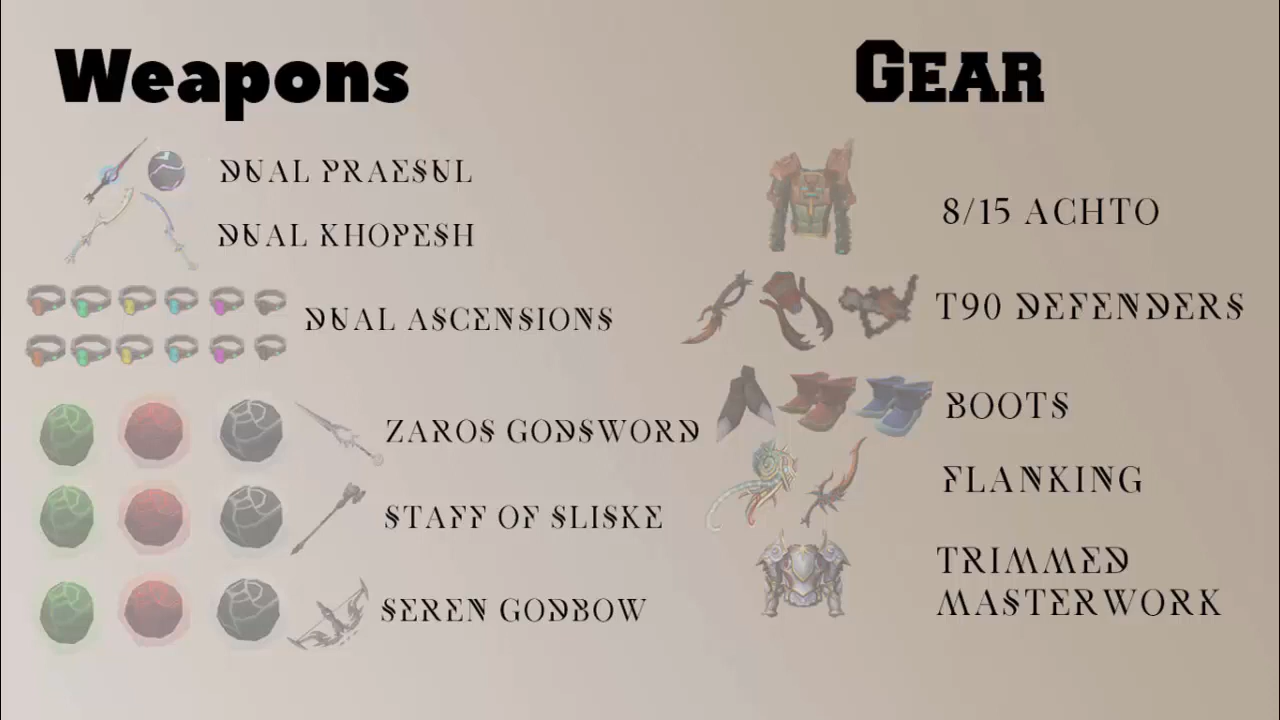 Weapons
DUAL PRAESUL
DUAL KHOPESH
DUAL ASCENSIONS
ZAROS GODSWORD
STAFF OF SLISKE
SEREN GODBOW
GEAR
8/15 ACHTO
T90 DEFENDERS
BOOTS
FLANKING
TRIMMED
MASTERWORK